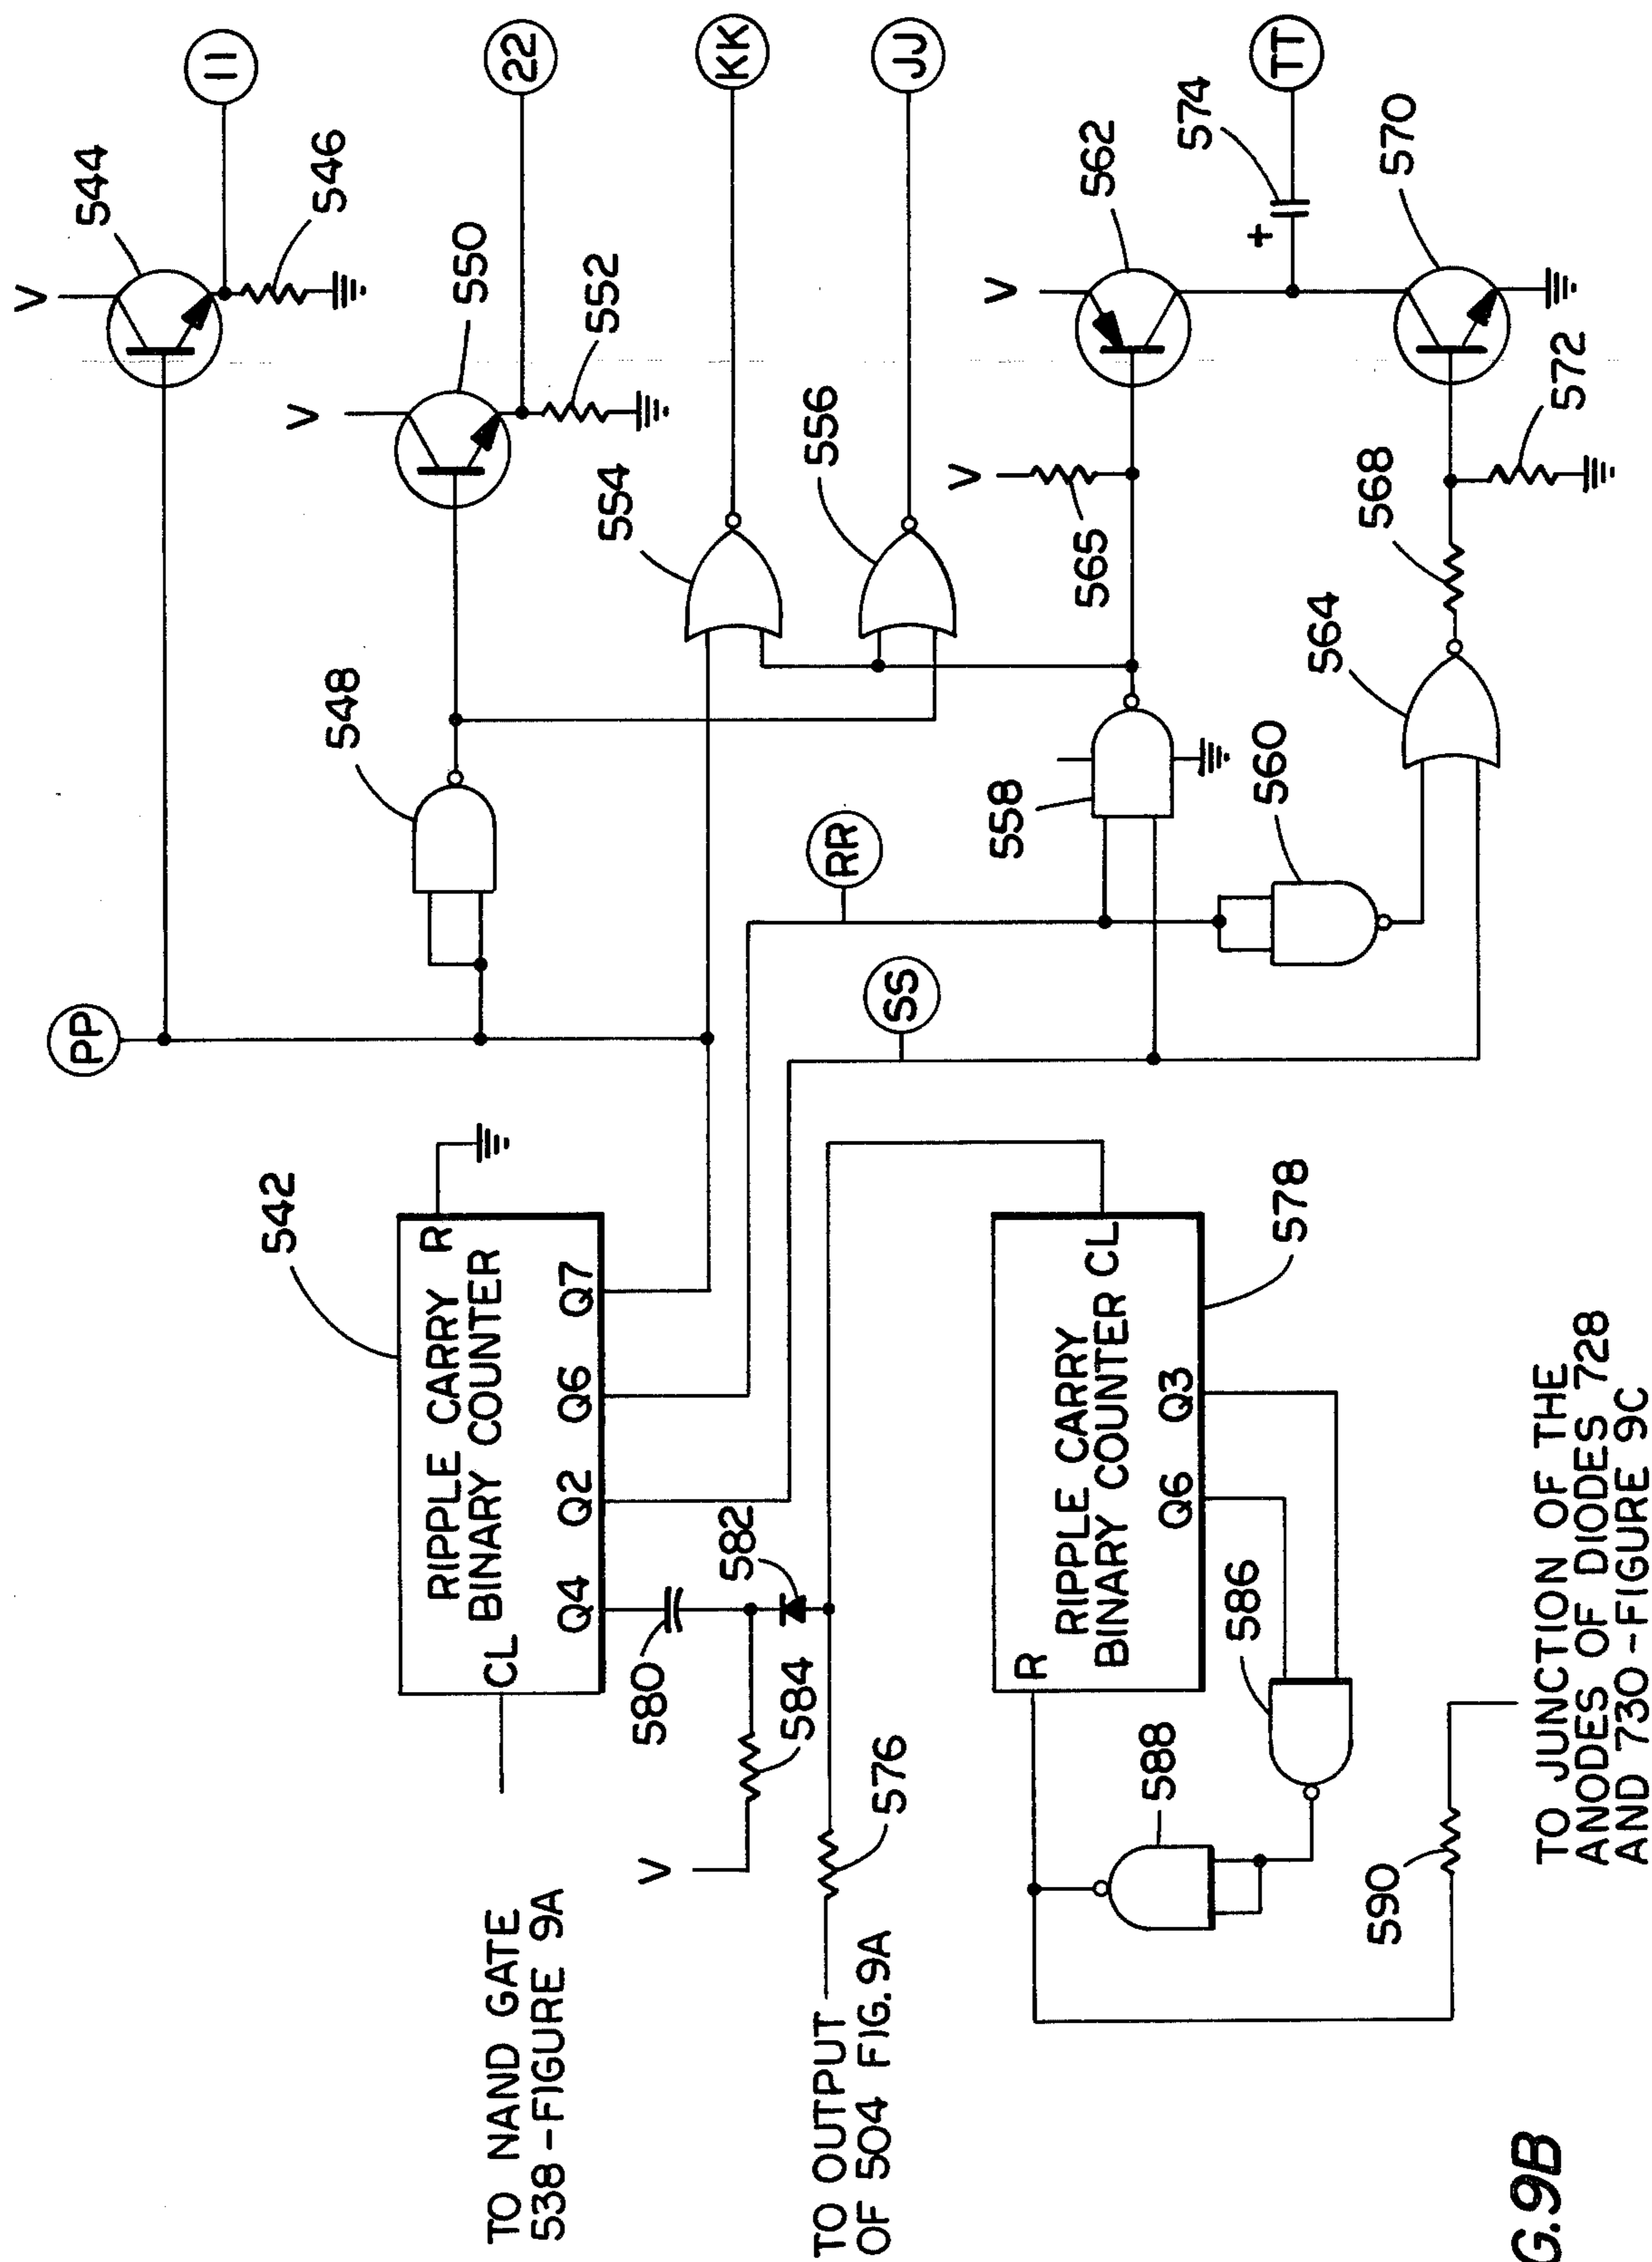 PP
V
544
II
546
542
548
V
550
22
552
RIPPLE CARRY
BINARY COUNTER
R
CL
Q4
Q2
Q6
Q7
554
KK
556
JJ
RR
SS
TO NAND GATE
538-FIGURE 9A
V
580
582
584
576
TO OUTPUT
OF 504 FIG. 9A
558
V
565
V
562
574
+
TT
560
564
568
570
572
R
RIPPLE CARRY
BINARY COUNTER
CL
Q6
Q3
578
586
588
590
TO JUNCTION OF THE
ANODES OF DIODES 728
AND 730-FIGURE 9C
G.9B